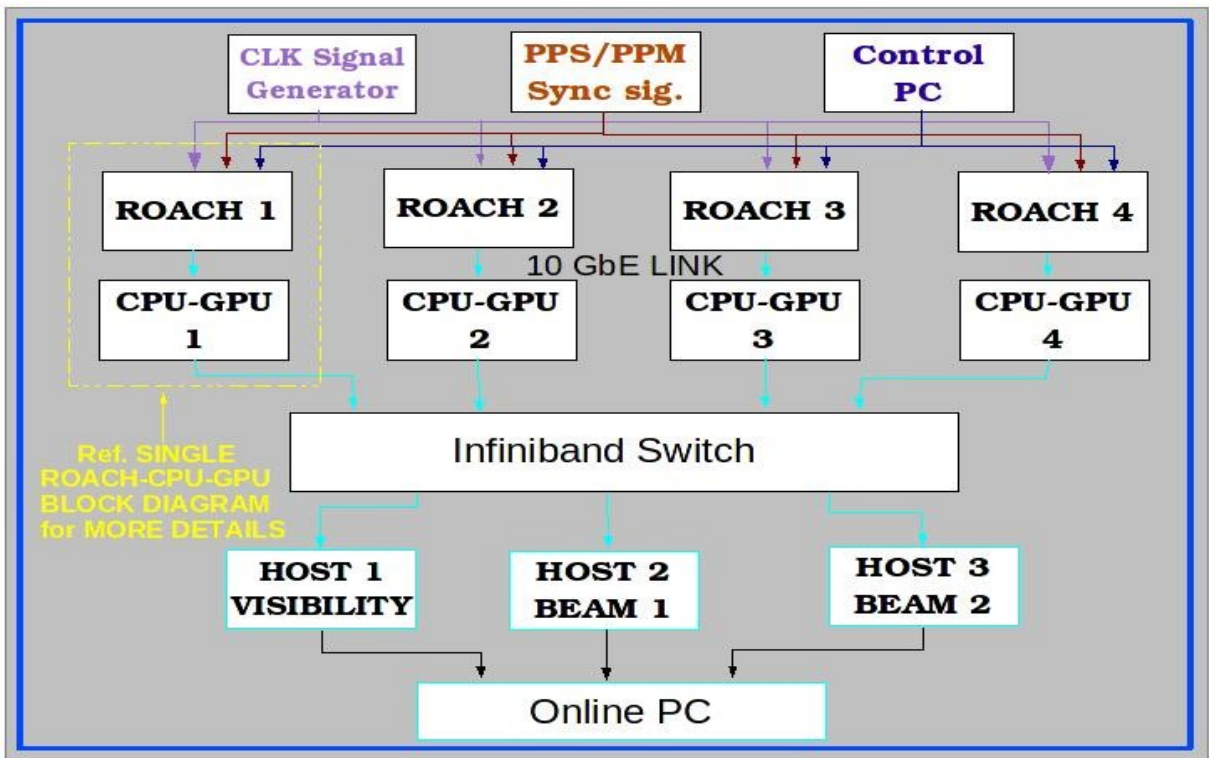 CLK Signal
Generator
PPS/PPM
Sync sig.
Control
PC
ROACH 1
ROACH 2
ROACH 3
ROACH 4
10 GbE LINK
CPU-GPU
1
CPU-GPU
2
CPU-GPU
3
CPU-GPU
4
Infiniband Switch
Ref. SINGLE
ROACH-CPU-GPU
BLOCK DIAGRAM
for MORE DETAILS
HOST 1
VISIBILITY
HOST 2
BEAM 1
HOST 3
BEAM 2
Online PC